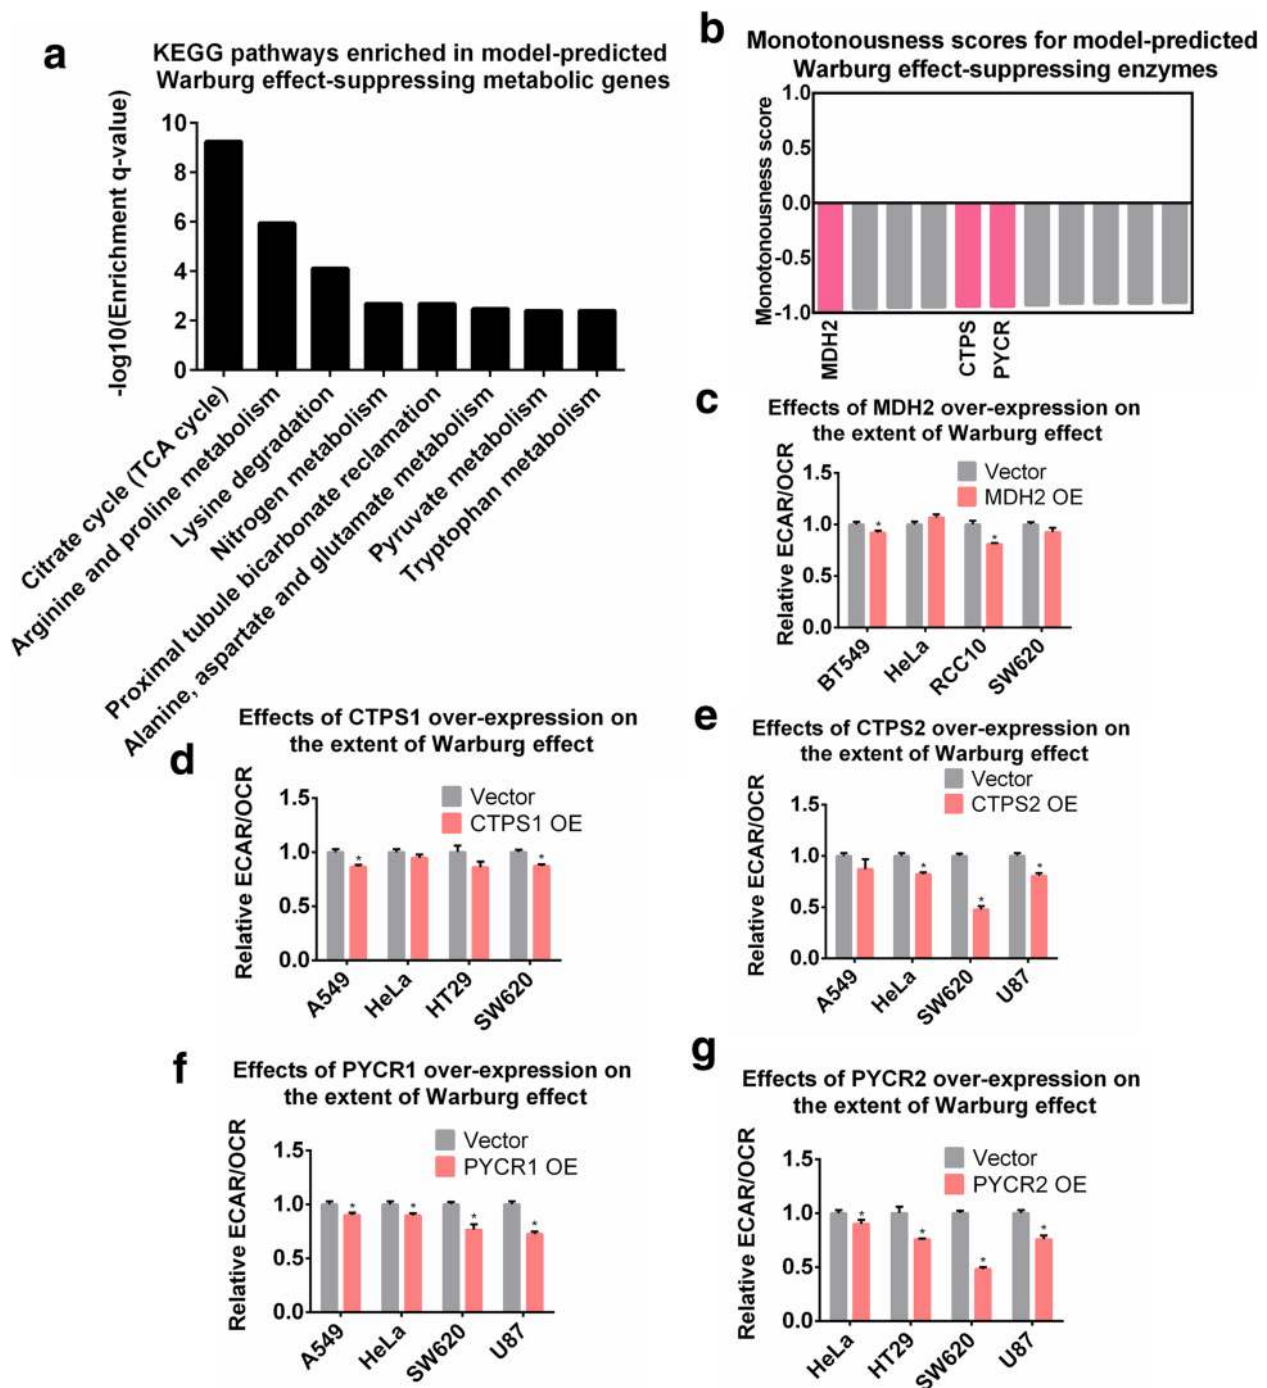 a
KEGG pathways enriched in model-predicted
Warburg effect-suppressing metabolic genes
-log10(Enrichment q-value)
10
8
6
4
2
0
Citrate cycle (TCA cycle)
Arginine and proline metabolism
Lysine degradation
Nitrogen metabolism
Proximal tubule bicarbonate reclamation
Alanine, aspartate and glutamate metabolism
Pyruvate metabolism
Tryptophan metabolism
b
Monotonousness scores for model-predicted
Warburg effect-suppressing enzymes
Monotonousness score
1.0
0.5
0.0
-0.5
-1.0
MDH2
CTPS
PYCR
c
Effects of MDH2 over-expression on
the extent of Warburg effect
Relative ECAR/OCR
1.5
1.0
0.5
0.0
Vector
MDH2 OE
*
*
BT549
HeLa
RCC10
SW620
d
Effects of CTPS1 over-expression on
the extent of Warburg effect
Relative ECAR/OCR
1.5
1.0
0.5
0.0
Vector
CTPS1 OE
*
*
A549
HeLa
HT29
SW620
e
Effects of CTPS2 over-expression on
the extent of Warburg effect
Relative ECAR/OCR
1.5
1.0
0.5
0.0
Vector
CTPS2 OE
*
*
*
A549
HeLa
SW620
U87
f
Effects of PYCR1 over-expression on
the extent of Warburg effect
Relative ECAR/OCR
1.5
1.0
0.5
0.0
Vector
PYCR1 OE
*
*
*
*
A549
HeLa
SW620
U87
g
Effects of PYCR2 over-expression on
the extent of Warburg effect
Relative ECAR/OCR
1.5
1.0
0.5
0.0
Vector
PYCR2 OE
*
*
*
*
HeLa
HT29
SW620
U87